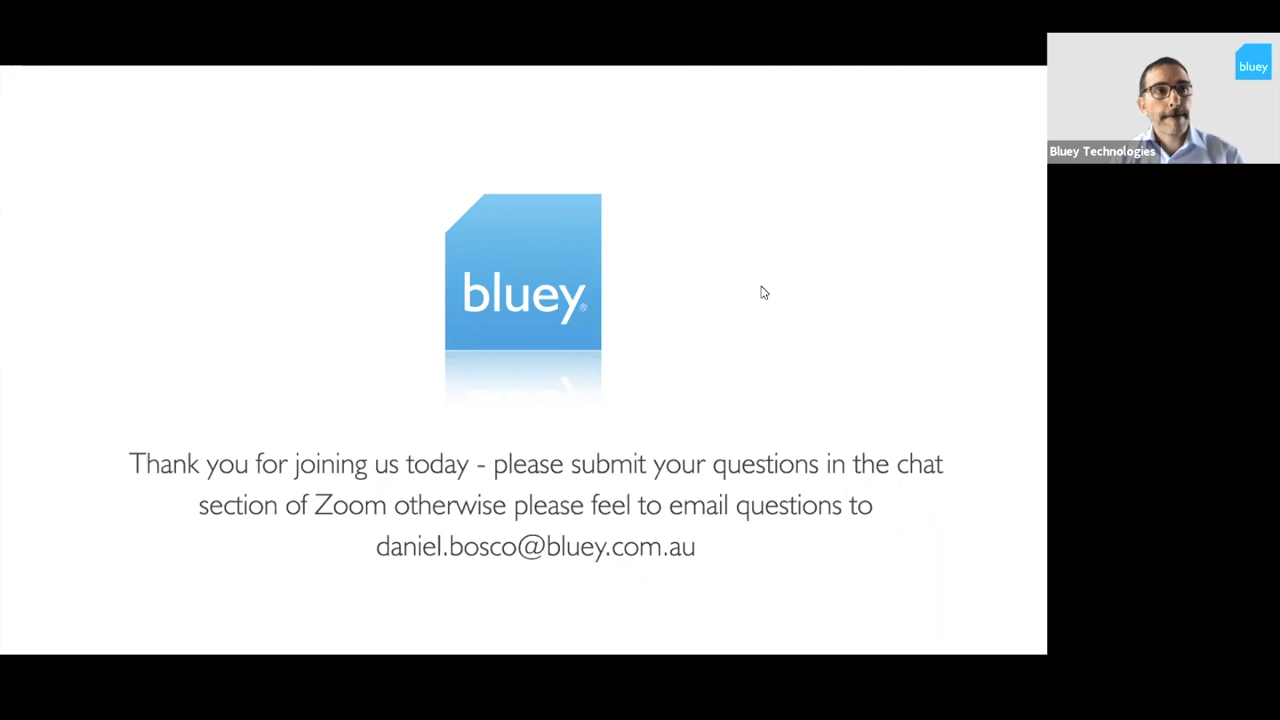 bluey
Bluey Technologies
bluey®
Thank you for joining us today - please submit your questions in the chat
section of Zoom otherwise please feel to email questions to
daniel.bosco@bluey.com.au